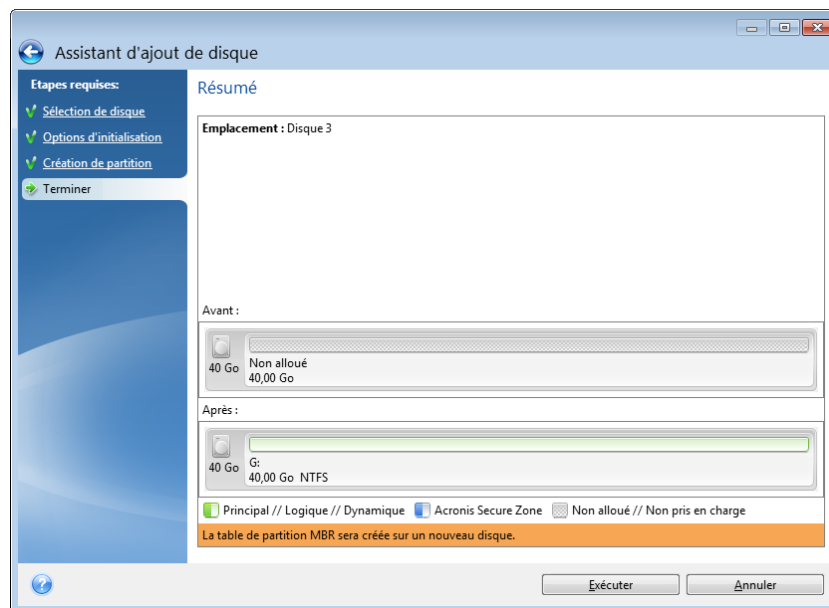 Assistant d'ajout de disque
Etapes requises:
Sélection de disque
Options d'initialisation
Création de partition
Terminer
Résumé
Emplacement : Disque 3
Avant :
40 Go
Non alloué
40,00 Go
Après :
40 Go
G:
40,00 Go NTFS
Principal // Logique // Dynamique Acronis Secure Zone Non alloué // Non pris en charge
La table de partition MBR sera créée sur un nouveau disque.
Exécuter Annuler